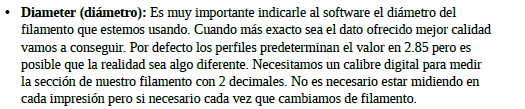 • Diameter (diámetro): Es muy importante indicarle al software el diámetro del
filamento que estemos usando. Cuando más exacto sea el dato ofrecido mejor calidad
vamos a conseguir. Por defecto los perfiles predeterminan el valor en 2.85 pero es
posible que la realidad sea algo diferente. Necesitamos un calibre digital para medir
la sección de nuestro filamento con 2 decimales. No es necesario estar midiendo en
cada impresión pero si necesario cada vez que cambiamos de filamento.